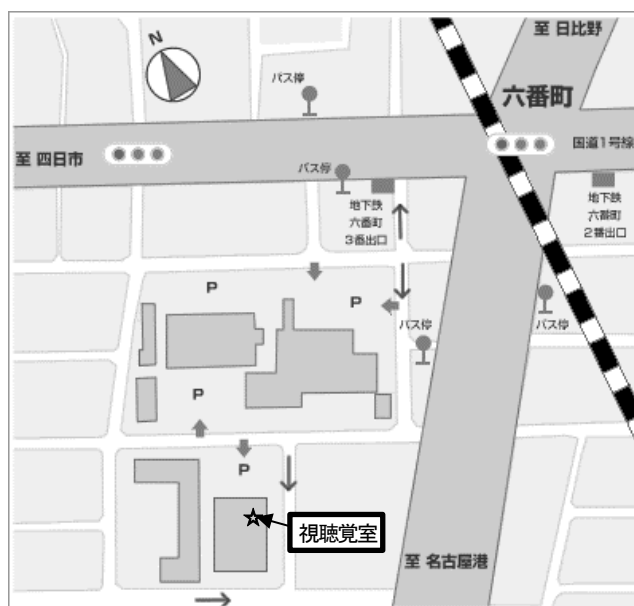 至 日比野
N
バス停
六番町
国道1号線
至 四日市
バス停
地下鉄
六番町
3番出口
地下鉄
六番町
2番出口
P
P
バス停
バス停
P
P
視聴覚室
至 名古屋港